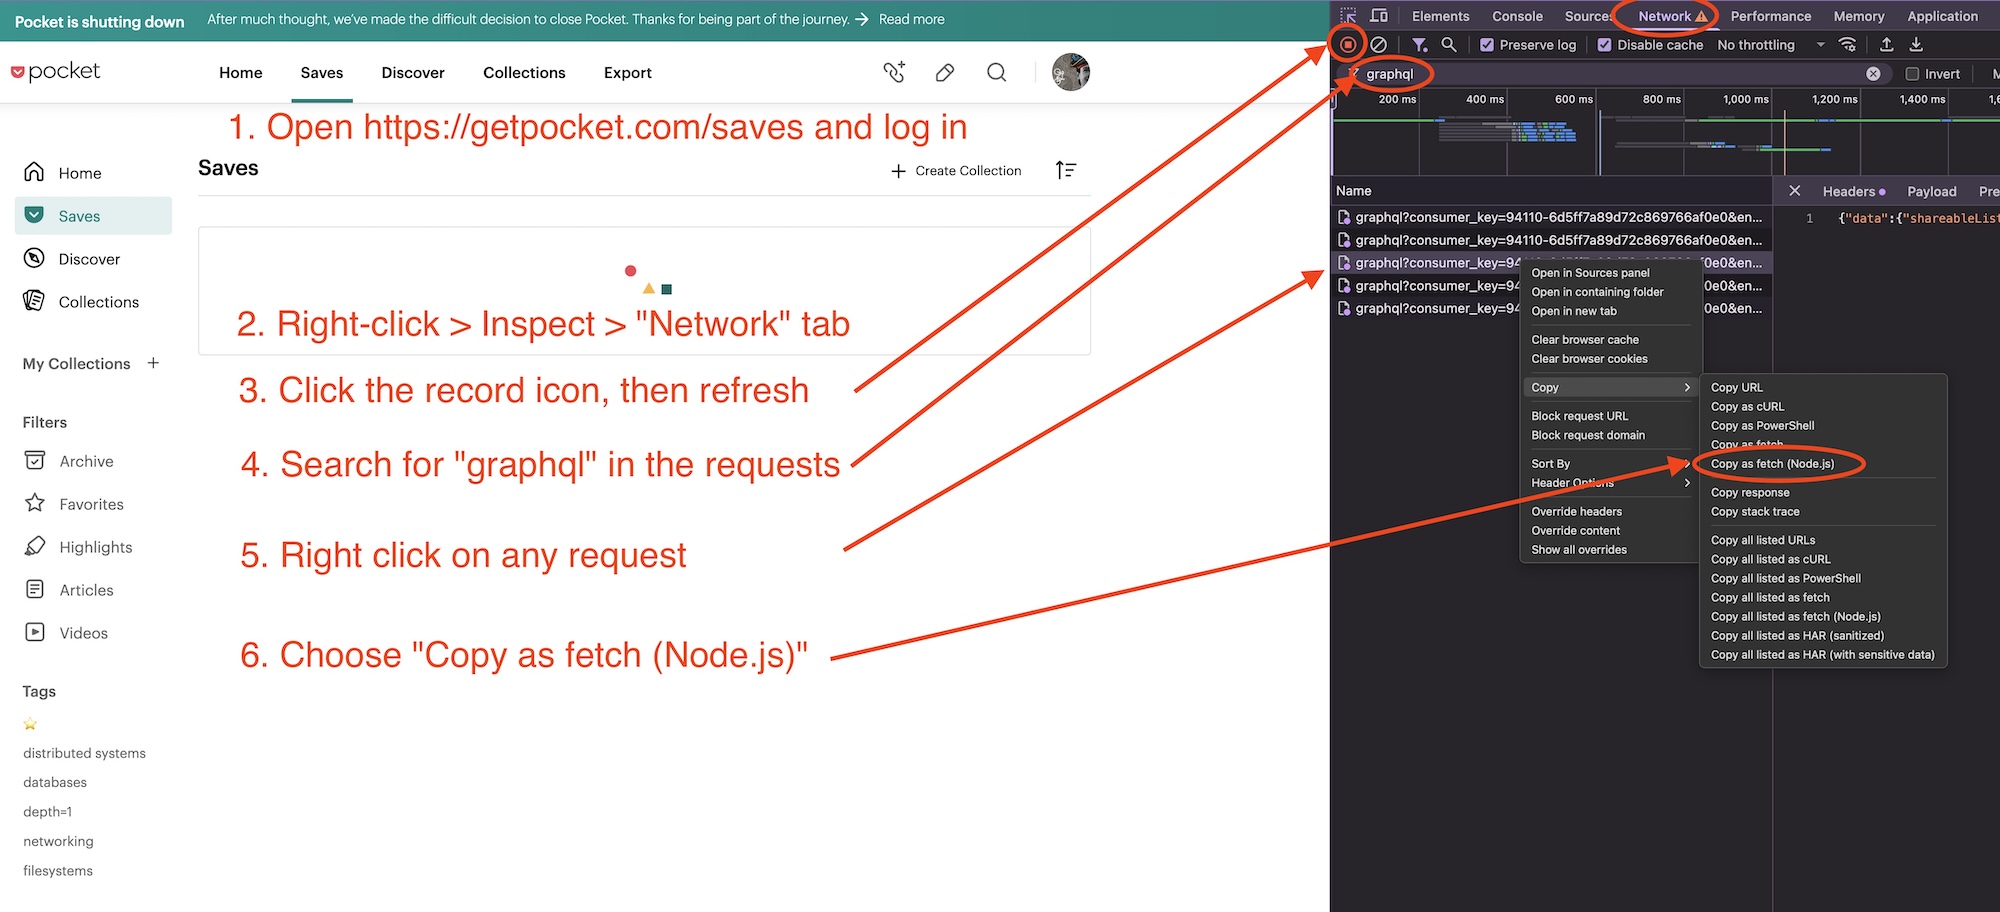 Pocket is shutting down
After much thought, we've made the difficult decision to close Pocket. Thanks for being part of the journey. → Read more
pocket
Home Saves Discover Collections Export
1. Open https://getpocket.com/saves and log in
Home
Saves
Discover
Collections
My Collections +
Filters
Archive
Favorites
Highlights
Articles
Videos
Tags
⭐
distributed systems
databases
depth=1
networking
filesystems
Saves
+ Create Collection
2. Right-click > Inspect > "Network" tab
3. Click the record icon, then refresh
4. Search for "graphql" in the requests
5. Right click on any request
6. Choose "Copy as fetch (Node.js)"
Elements Console Sources Network Performance Memory Application
Preserve log Disable cache No throttling
graphql Invert
200 ms 400 ms 600 ms 800 ms 1,000 ms 1,200 ms 1,400 ms
Name
Headers Payload
graphql?consumer_key=94110-6d5ff7a89d72c869766af0e0&en...
graphql?consumer_key=94110-6d5ff7a89d72c869766af0e0&en...
graphql?consumer_key=94
graphql?consumer_key=94 0e0&en...
graphql?consumer_key=94 0e0&en...
1 {"data":{"shareableList
Open in Sources panel
Open in containing folder
Open in new tab
Clear browser cache
Clear browser cookies
Copy
Block request URL
Block request domain
Sort By
Header Options
Override headers
Override content
Show all overrides
Copy URL
Copy as cURL
Copy as PowerShell
Copy as fetch
Copy as fetch (Node.js)
Copy response
Copy stack trace
Copy all listed URLs
Copy all listed as cURL
Copy all listed as PowerShell
Copy all listed as fetch
Copy all listed as fetch (Node.js)
Copy all listed as HAR (sanitized)
Copy all listed as HAR (with sensitive data)